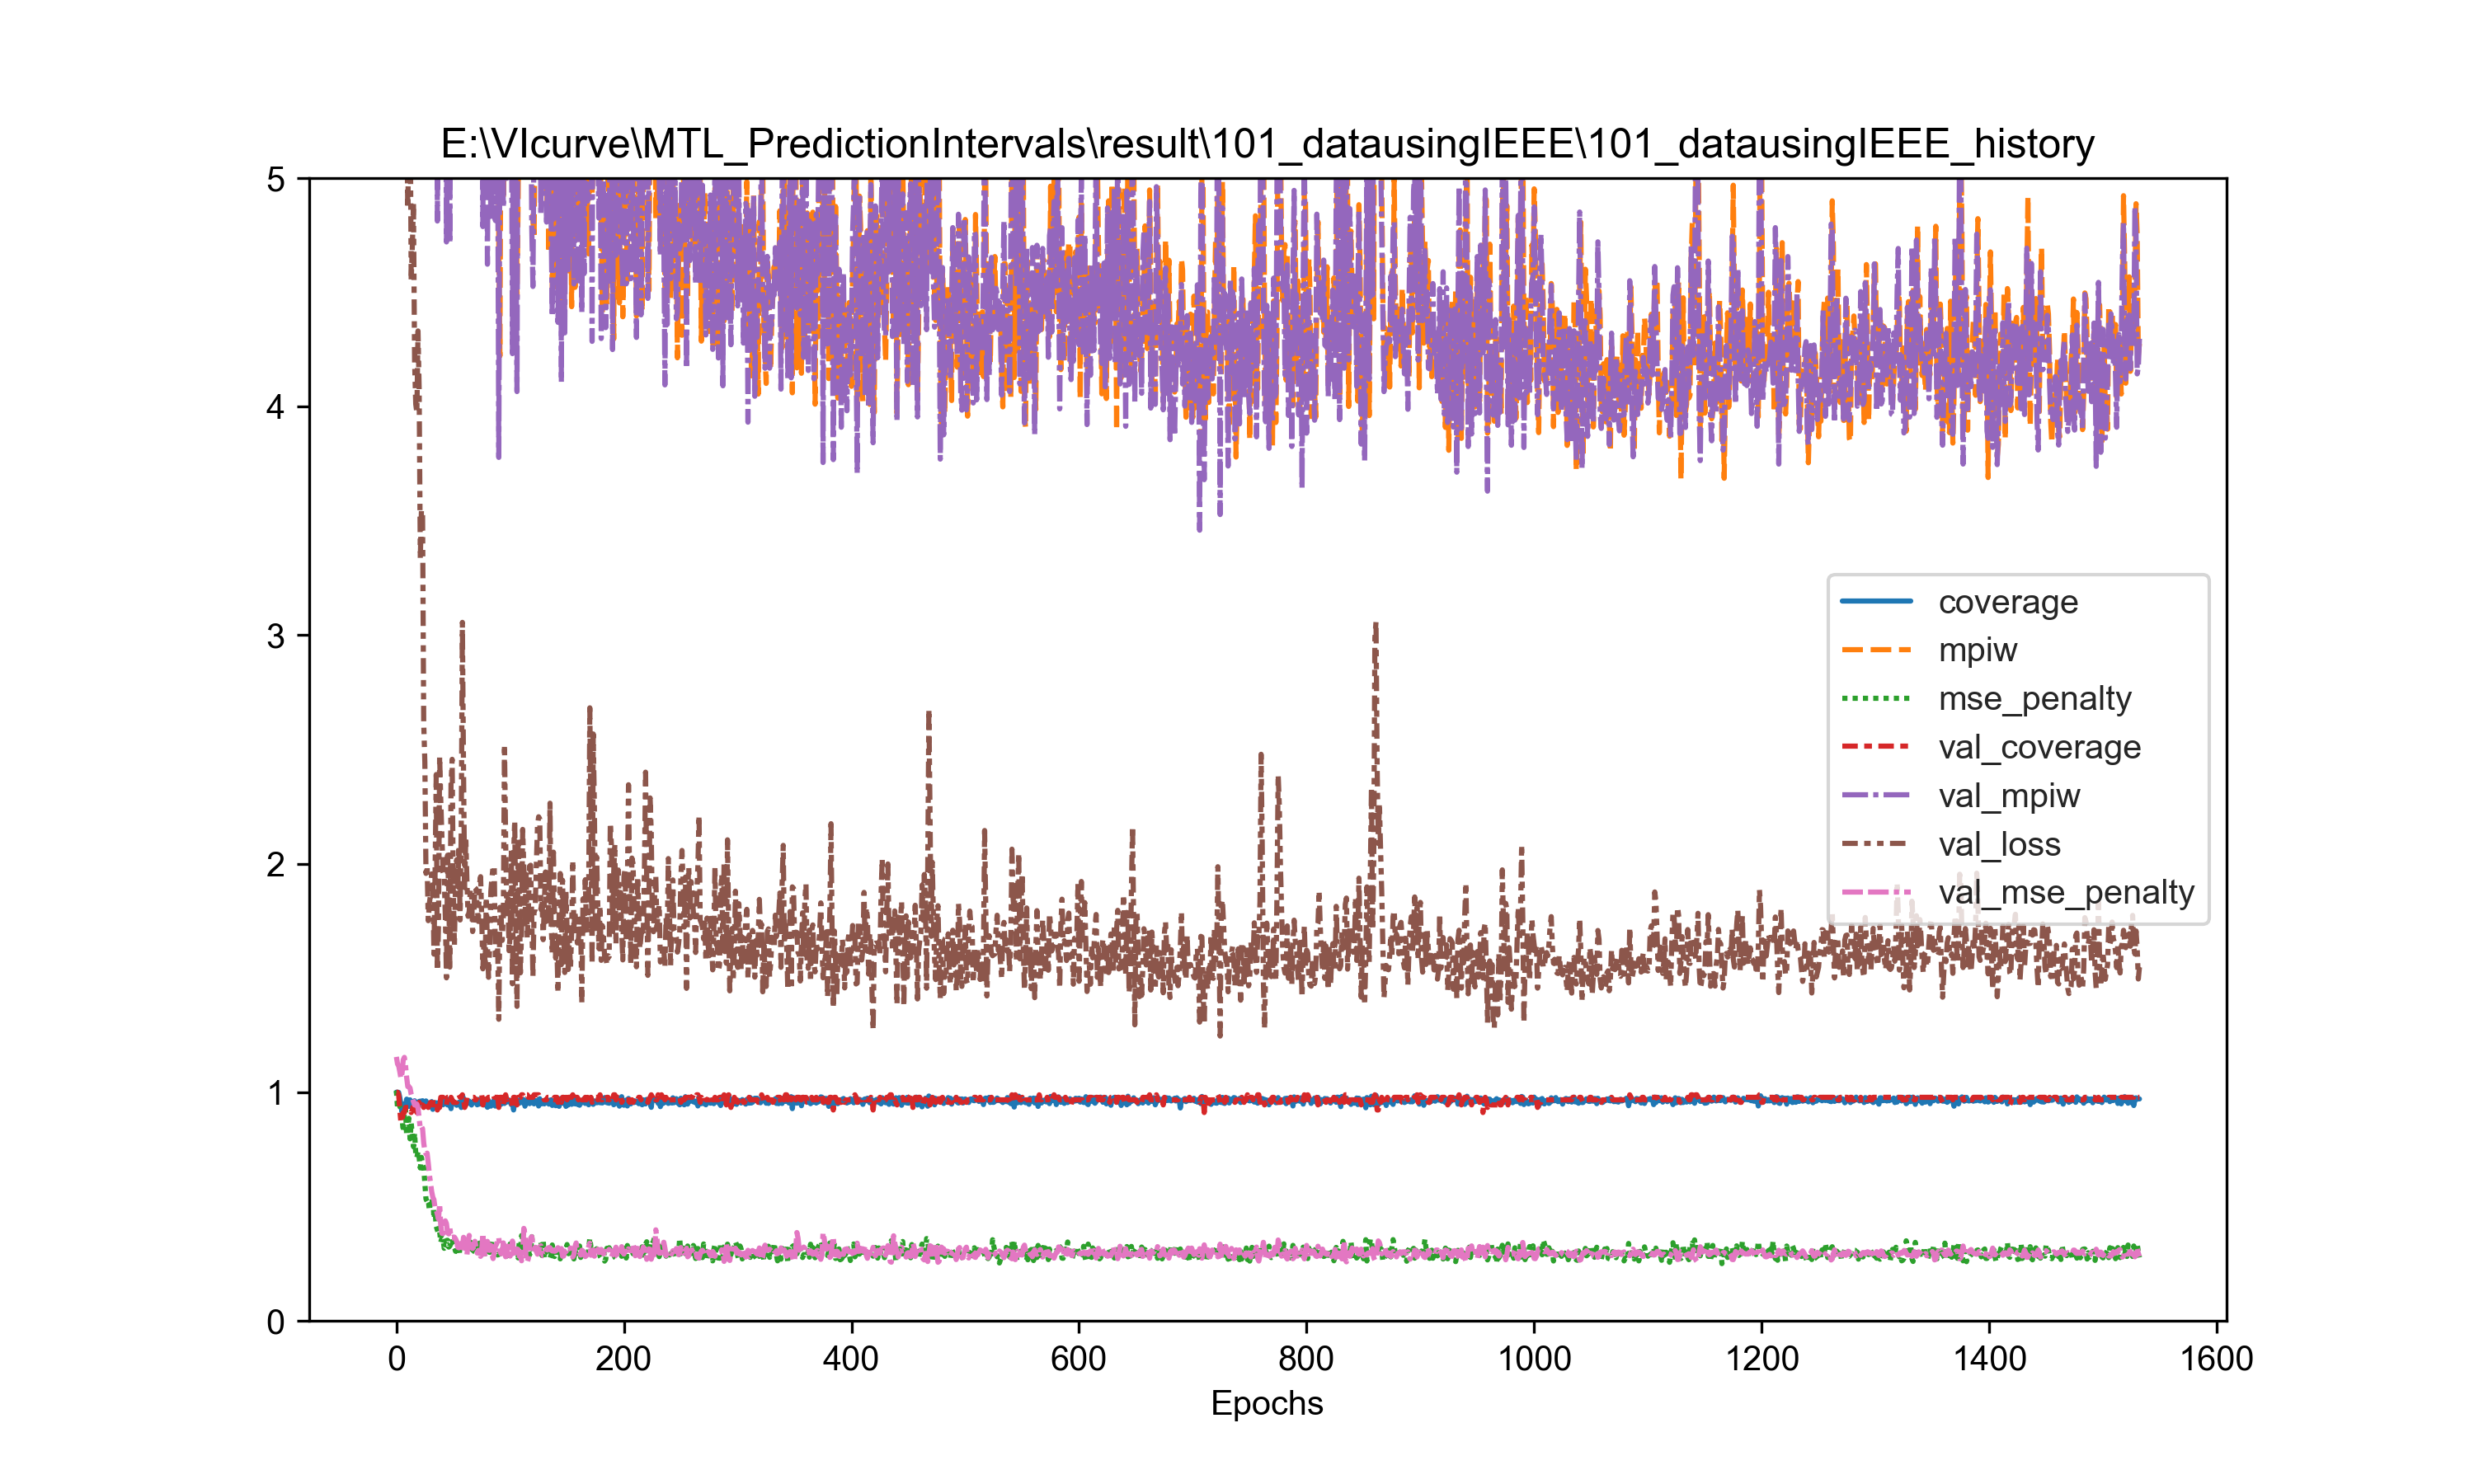 E:\VIcurve\MTL_PredictionIntervals\result\101_datausingIEEE\101_datausingIEEE_history
5
4
3
2
1
0
coverage
mpiw
mse_penalty
val_coverage
val_mpiw
val_loss
val_mse_penalty
0 200 400 600 800 1000 1200 1400 1600
Epochs